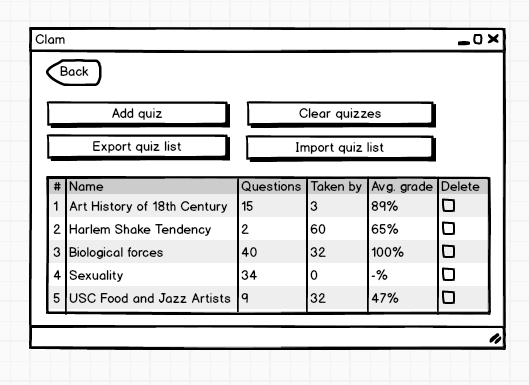 Clam
Back
Add quiz Clear quizzes
Export quiz list Import quiz list
# Name Questions Taken by Avg. grade Delete
1 Art History of 18th Century 15 3 89%
2 Harlem Shake Tendency 2 60 65%
3 Biological forces 40 32 100%
4 Sexuality 34 0 -%
5 USC Food and Jazz Artists 9 32 47%